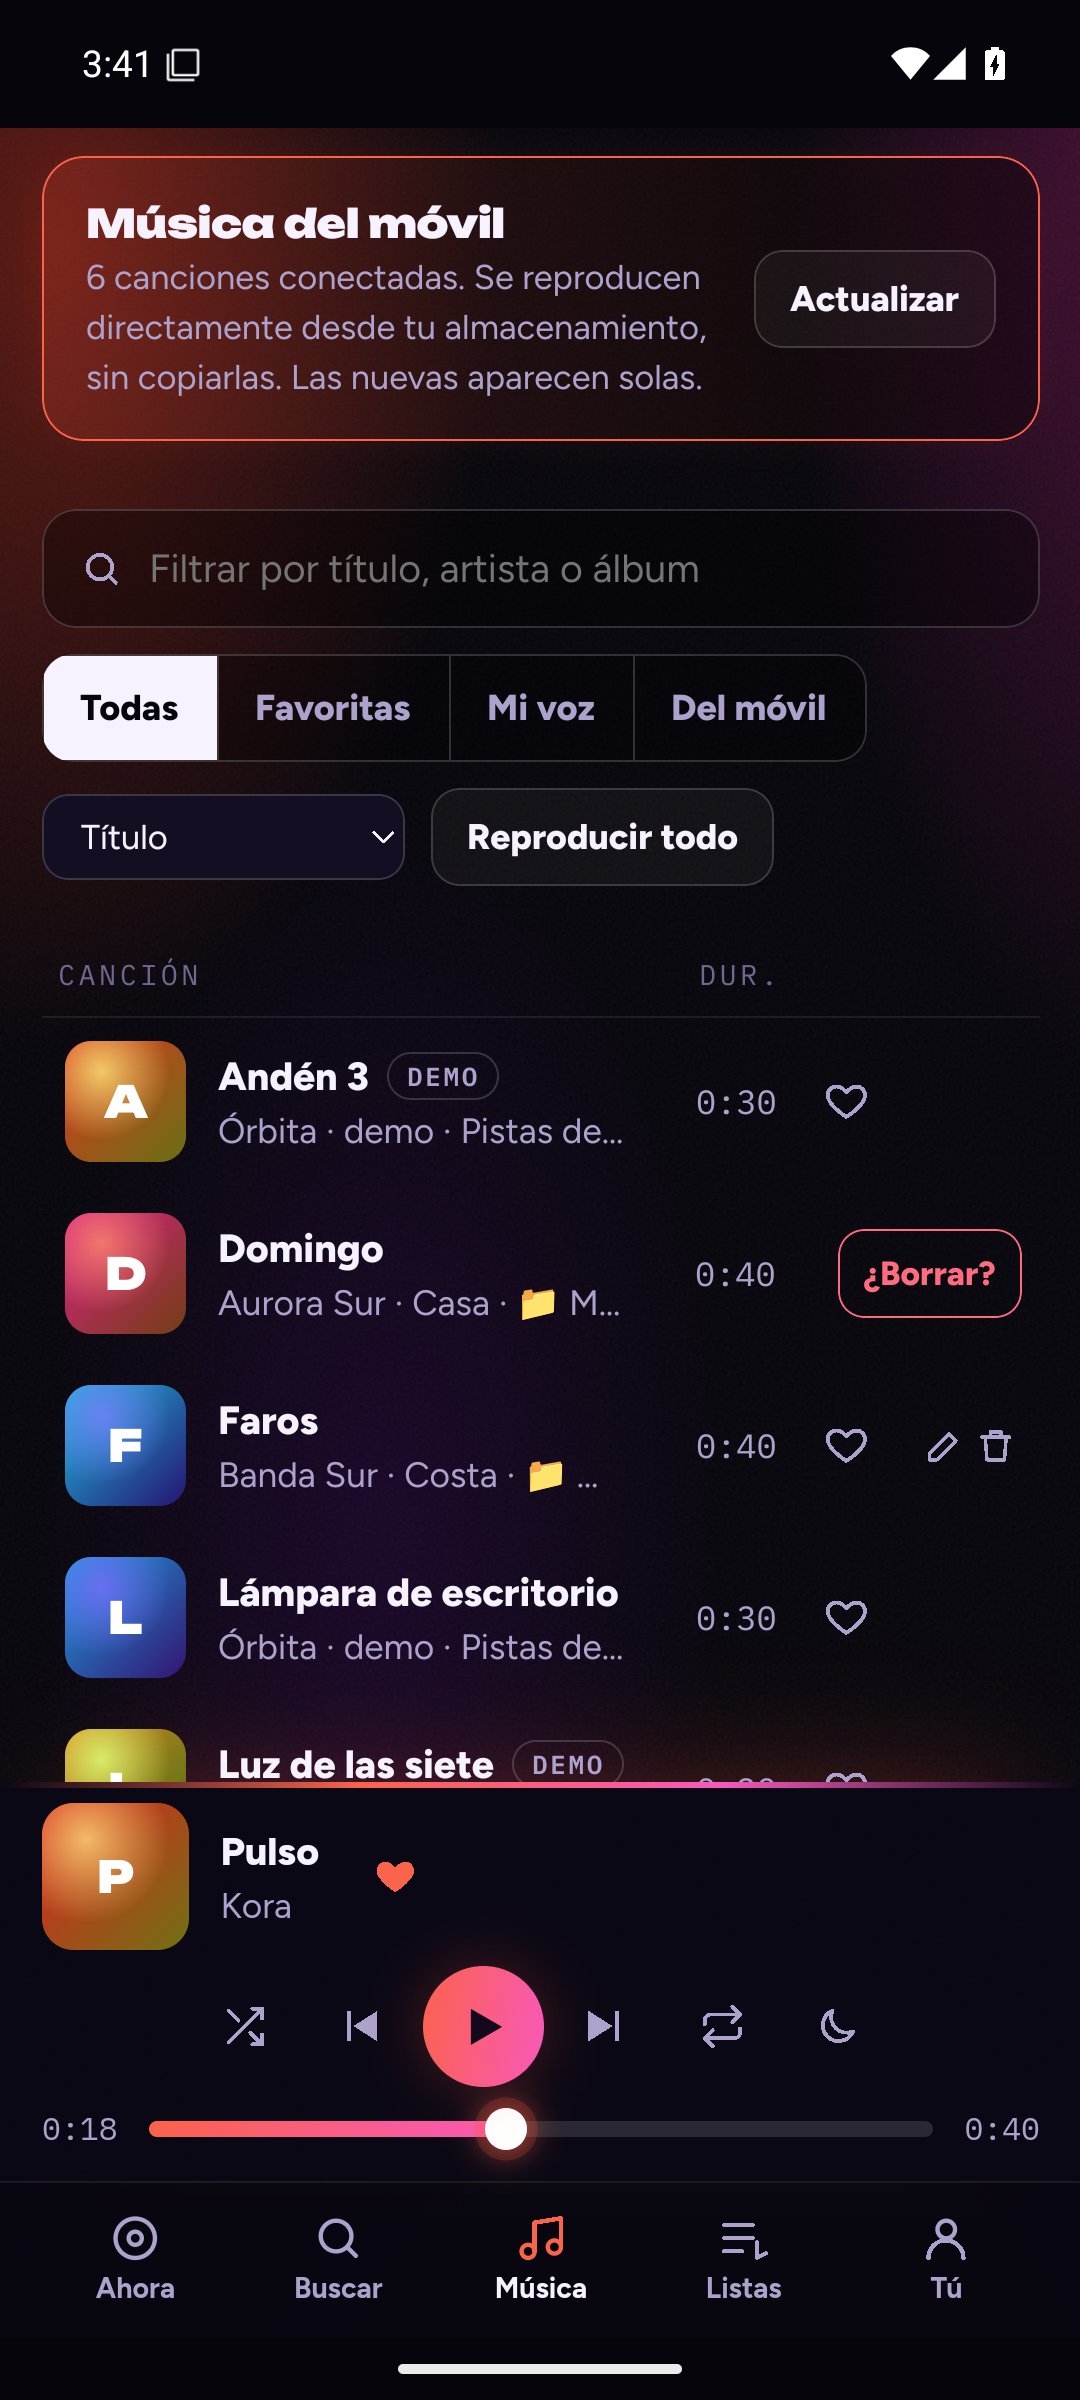 3:41
Música del móvil
6 canciones conectadas. Se reproducen
directamente desde tu almacenamiento,
sin copiarlas. Las nuevas aparecen solas.
Actualizar
Filtrar por título, artista o álbum
Todas
Favoritas
Mi voz
Del móvil
Título
Reproducir todo
CANCIÓN
DUR.
A
Andén 3
DEMO
Órbita · demo · Pistas de...
0:30
D
Domingo
Aurora Sur · Casa · 📁 M...
0:40
¿Borrar?
F
Faros
Banda Sur · Costa · 📁 ...
0:40
L
Lámpara de escritorio
Órbita · demo · Pistas de...
0:30
Luz de las siete
DEMO
P
Pulso
Kora
0:18
0:40
Ahora
Buscar
Música
Listas
Tú